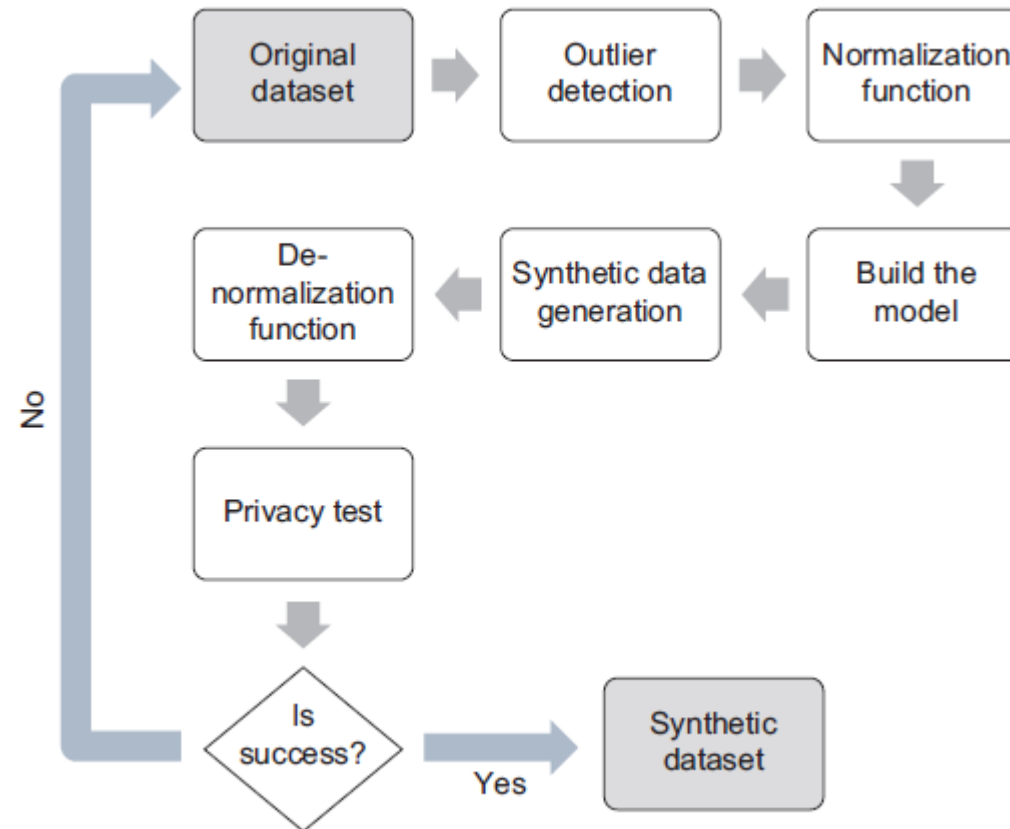 Original
dataset
Outlier
detection
Normalization
function
De-
normalization
function
Synthetic data
generation
Build the
model
No
Privacy test
Is
success?
Yes
Synthetic
dataset